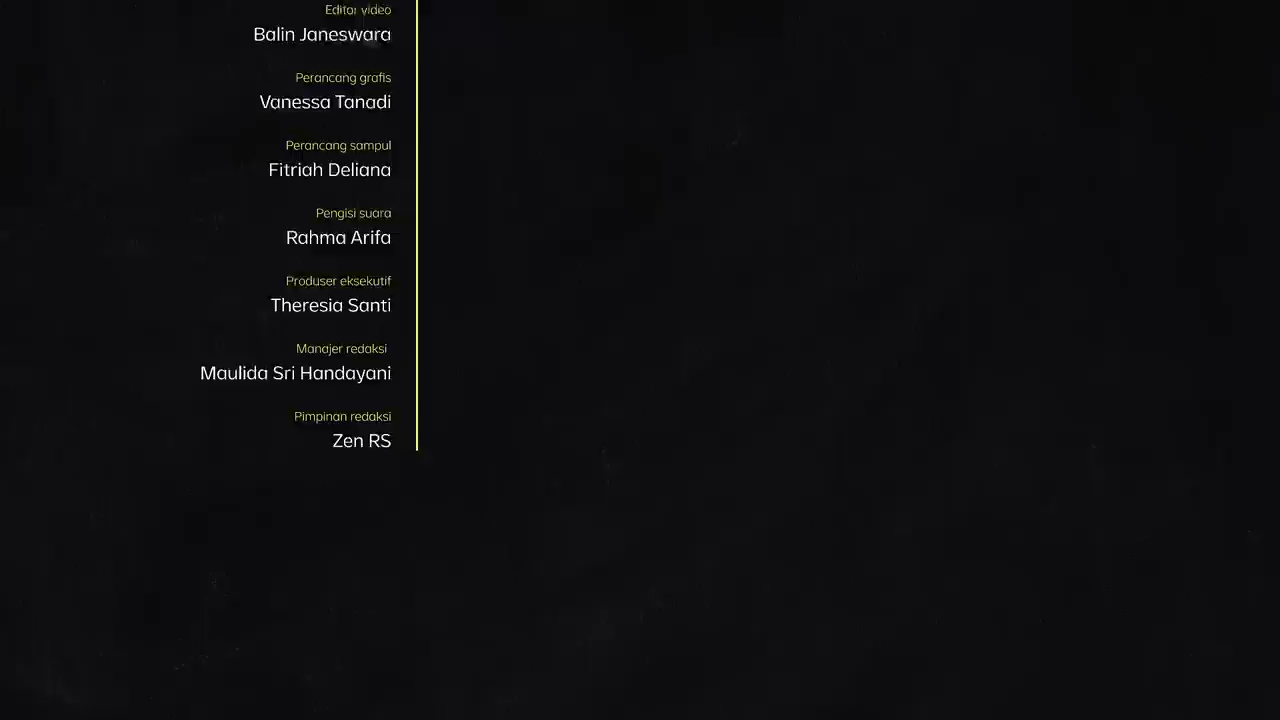 Editor video
Balin Janeswara
Perancang grafis
Vanessa Tanadi
Perancang sampul
Fitriah Deliana
Pengisi suara
Rahma Arifa
Produser eksekutif
Theresia Santi
Manajer redaksi
Maulida Sri Handayani
Pimpinan redaksi
Zen RS